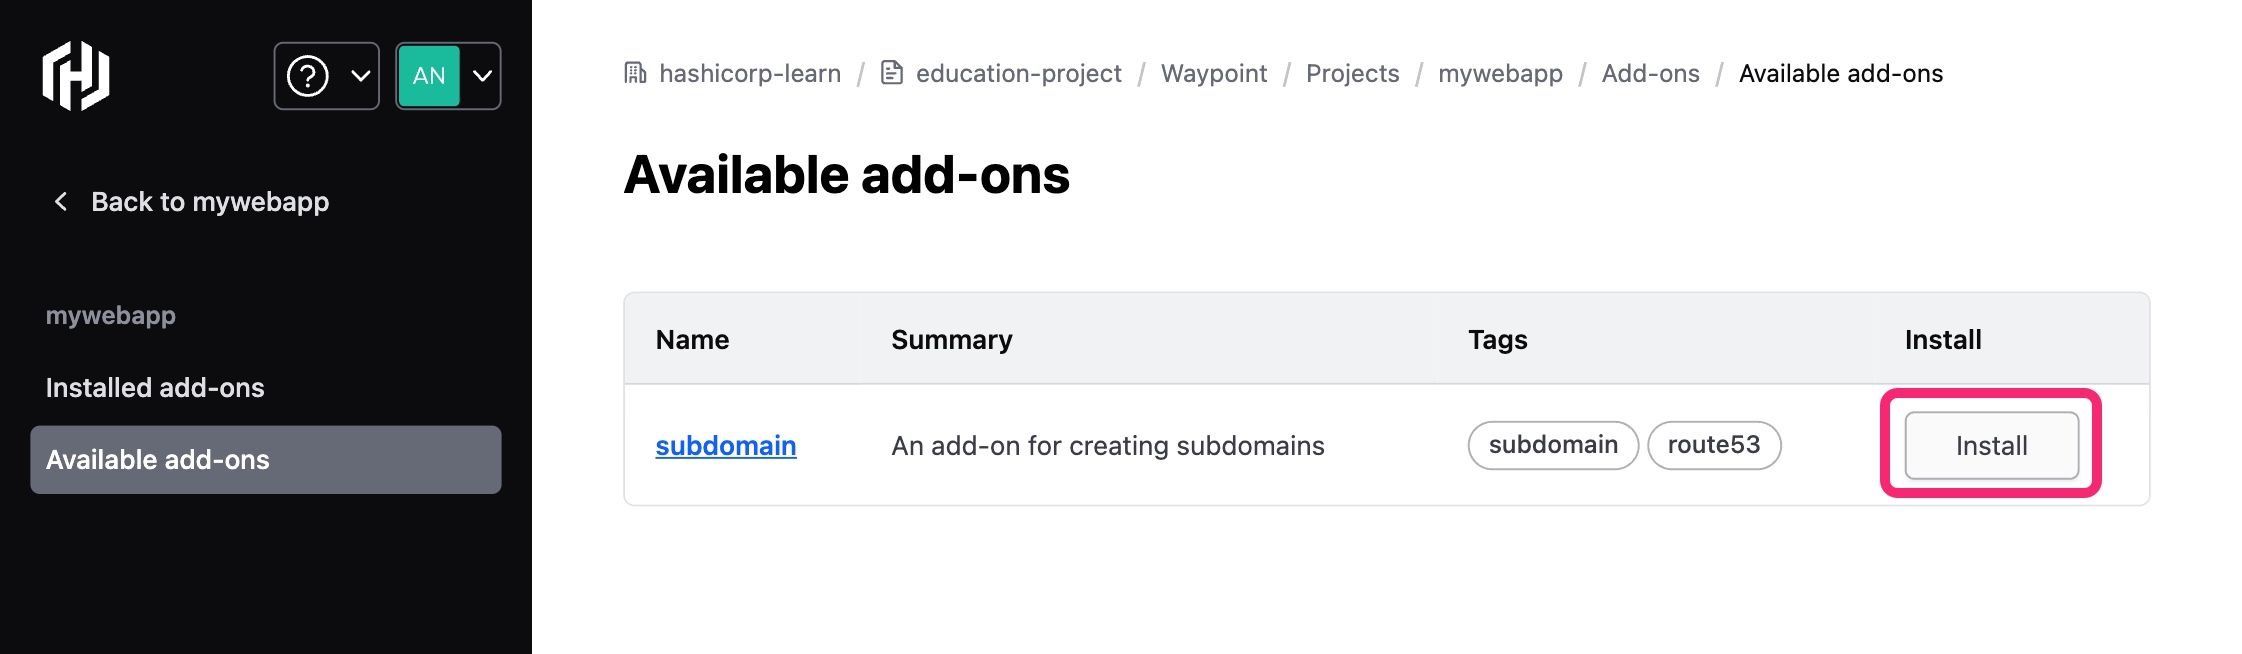 ? AN
Back to mywebapp
mywebapp
Installed add-ons
Available add-ons
hashicorp-learn / education-project / Waypoint / Projects / mywebapp / Add-ons / Available add-ons
Available add-ons
Name Summary Tags Install
subdomain An add-on for creating subdomains subdomain route53 Install